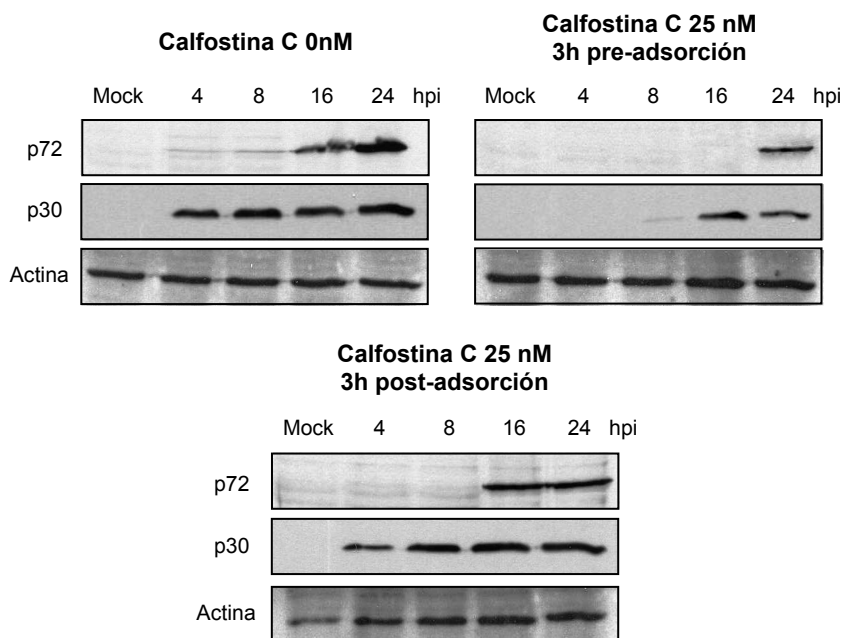 Calfostina C 0nM
Mock 4 8 16 24 hpi
p72
p30
Actina
Calfostina C 25 nM
3h pre-adsorción
Mock 4 8 16 24 hpi
Calfostina C 25 nM
3h post-adsorción
Mock 4 8 16 24 hpi
p72
p30
Actina